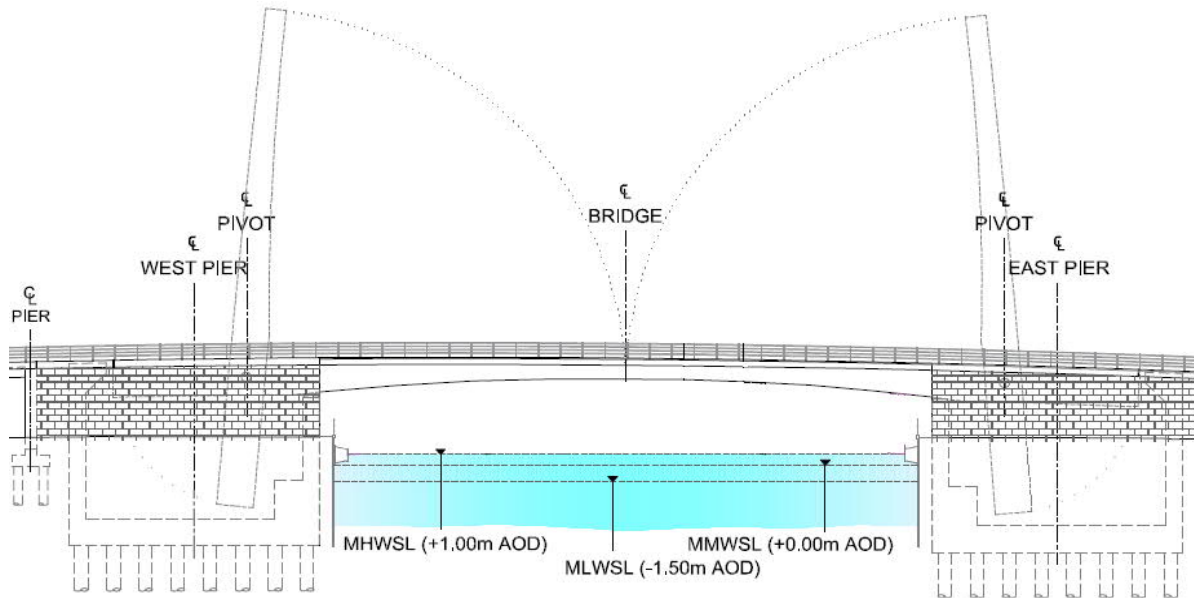 ℄
BRIDGE
℄
PIVOT
℄
PIVOT
℄
WEST PIER
℄
EAST PIER
℄
PIER
MHWSL (+1.00m AOD)
MMWSL (+0.00m AOD)
MLWSL (-1.50m AOD)